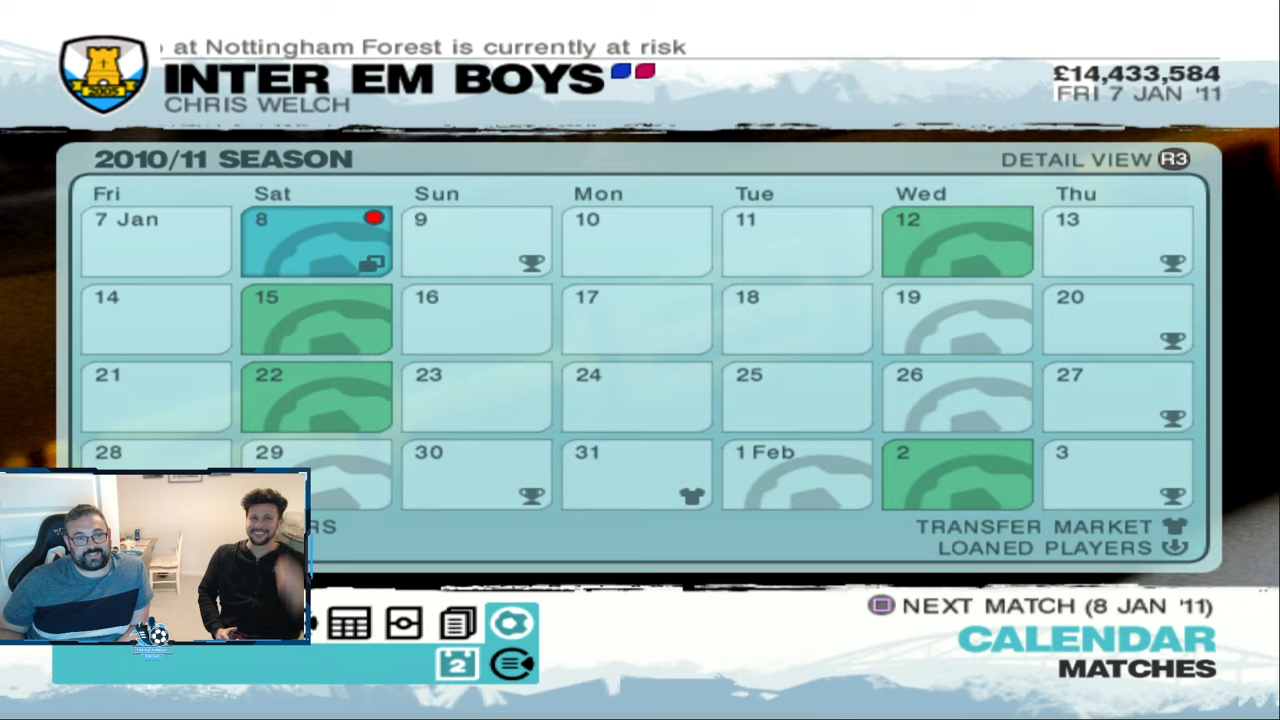 at Nottingham Forest is currently at risk
INTER EM BOYS
CHRIS WELCH
2005
£14,433,584
FRI 7 JAN '11
2010/11 SEASON
DETAIL VIEW R3
Fri Sat Sun Mon Tue Wed Thu
7 Jan 8 9 10 11 12 13
14 15 16 17 18 19 20
21 22 23 24 25 26 27
28 29 30 31 1 Feb 2 3
RS
TRANSFER MARKET
LOANED PLAYERS
NEXT MATCH (8 JAN '11)
CALENDAR
MATCHES
2